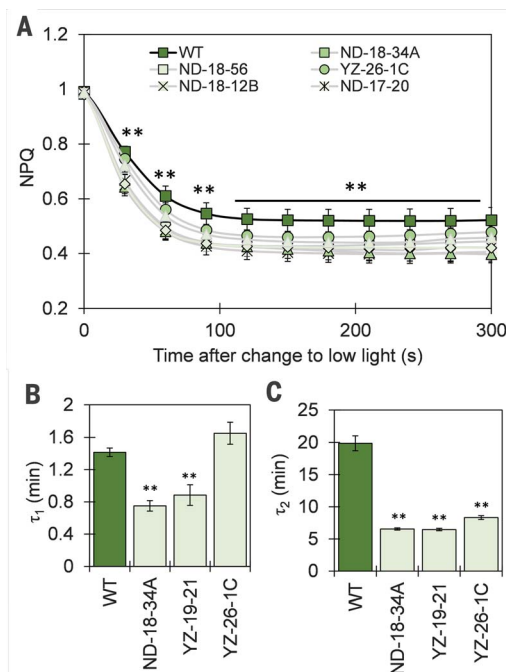 A
1.2
1
0.8
0.6
0.4
0.2
NPQ
WT
ND-18-34A
ND-18-56
YZ-26-1C
ND-18-12B
ND-17-20
**
**
**
**
0
100
200
300
Time after change to low light (s)
B
2
1.6
1.2
0.8
0.4
0
τ1 (min)
**
**
WT
ND-18-34A
YZ-19-21
YZ-26-1C
C
25
20
15
10
5
0
τ2 (min)
**
**
**
WT
ND-18-34A
YZ-19-21
YZ-26-1C